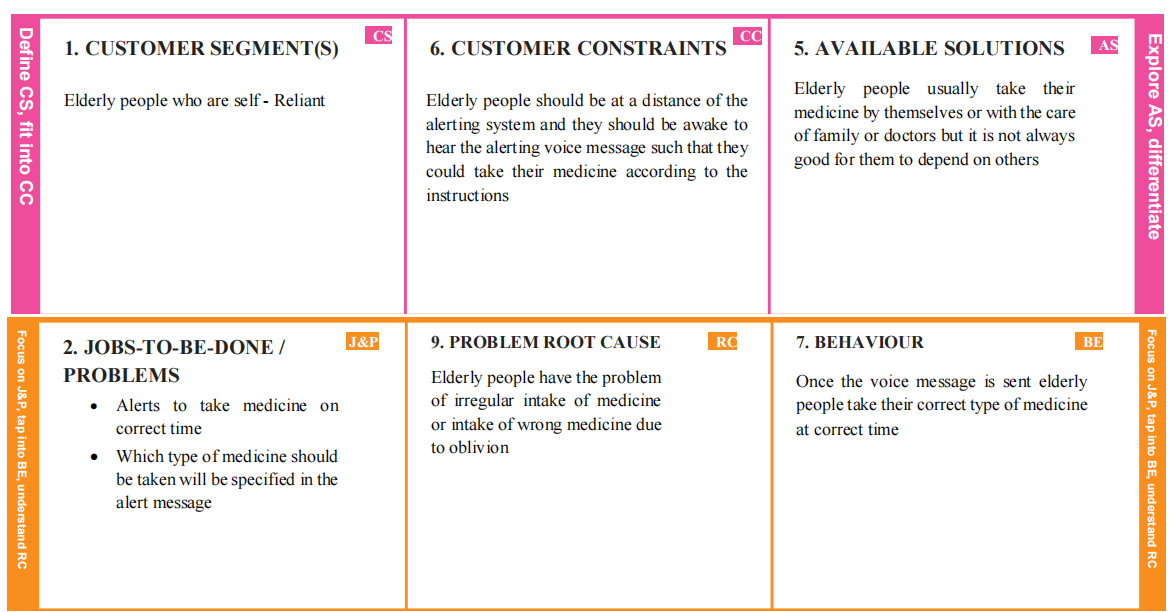 Define CS, fit into CC
1. CUSTOMER SEGMENT(S)
CS
Elderly people who are self - Reliant
6. CUSTOMER CONSTRAINTS
CC
Elderly people should be at a distance of the
alerting system and they should be awake to
hear the alerting voice message such that they
could take their medicine according to the
instructions
5. AVAILABLE SOLUTIONS
AS
Elderly people usually take their
medicine by themselves or with the care
of family or doctors but it is not always
good for them to depend on others
Explore AS, differentiate
Focus on J&P, tap into BE, understand RC
2. JOBS-TO-BE-DONE /
PROBLEMS
J&P
• Alerts to take medicine on
correct time
• Which type of medicine should
be taken will be specified in the
alert message
9. PROBLEM ROOT CAUSE
RC
Elderly people have the problem
of irregular intake of medicine
or intake of wrong medicine due
to oblivion
7. BEHAVIOUR
BE
Once the voice message is sent elderly
people take their correct type of medicine
at correct time
Focus on J&P, tap into BE, understand RC